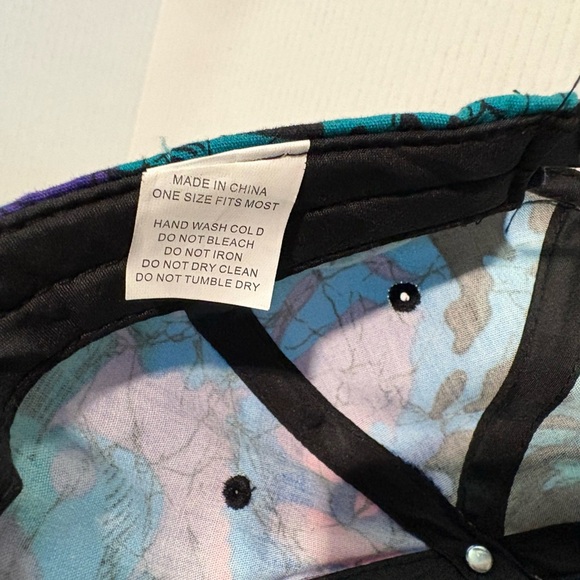 MADE IN CHINA
ONE SIZE FITS MOST
HAND WASH COLD
DO NOT BLEACH
DO NOT IRON
DO NOT DRY CLEAN
DO NOT TUMBLE DRY